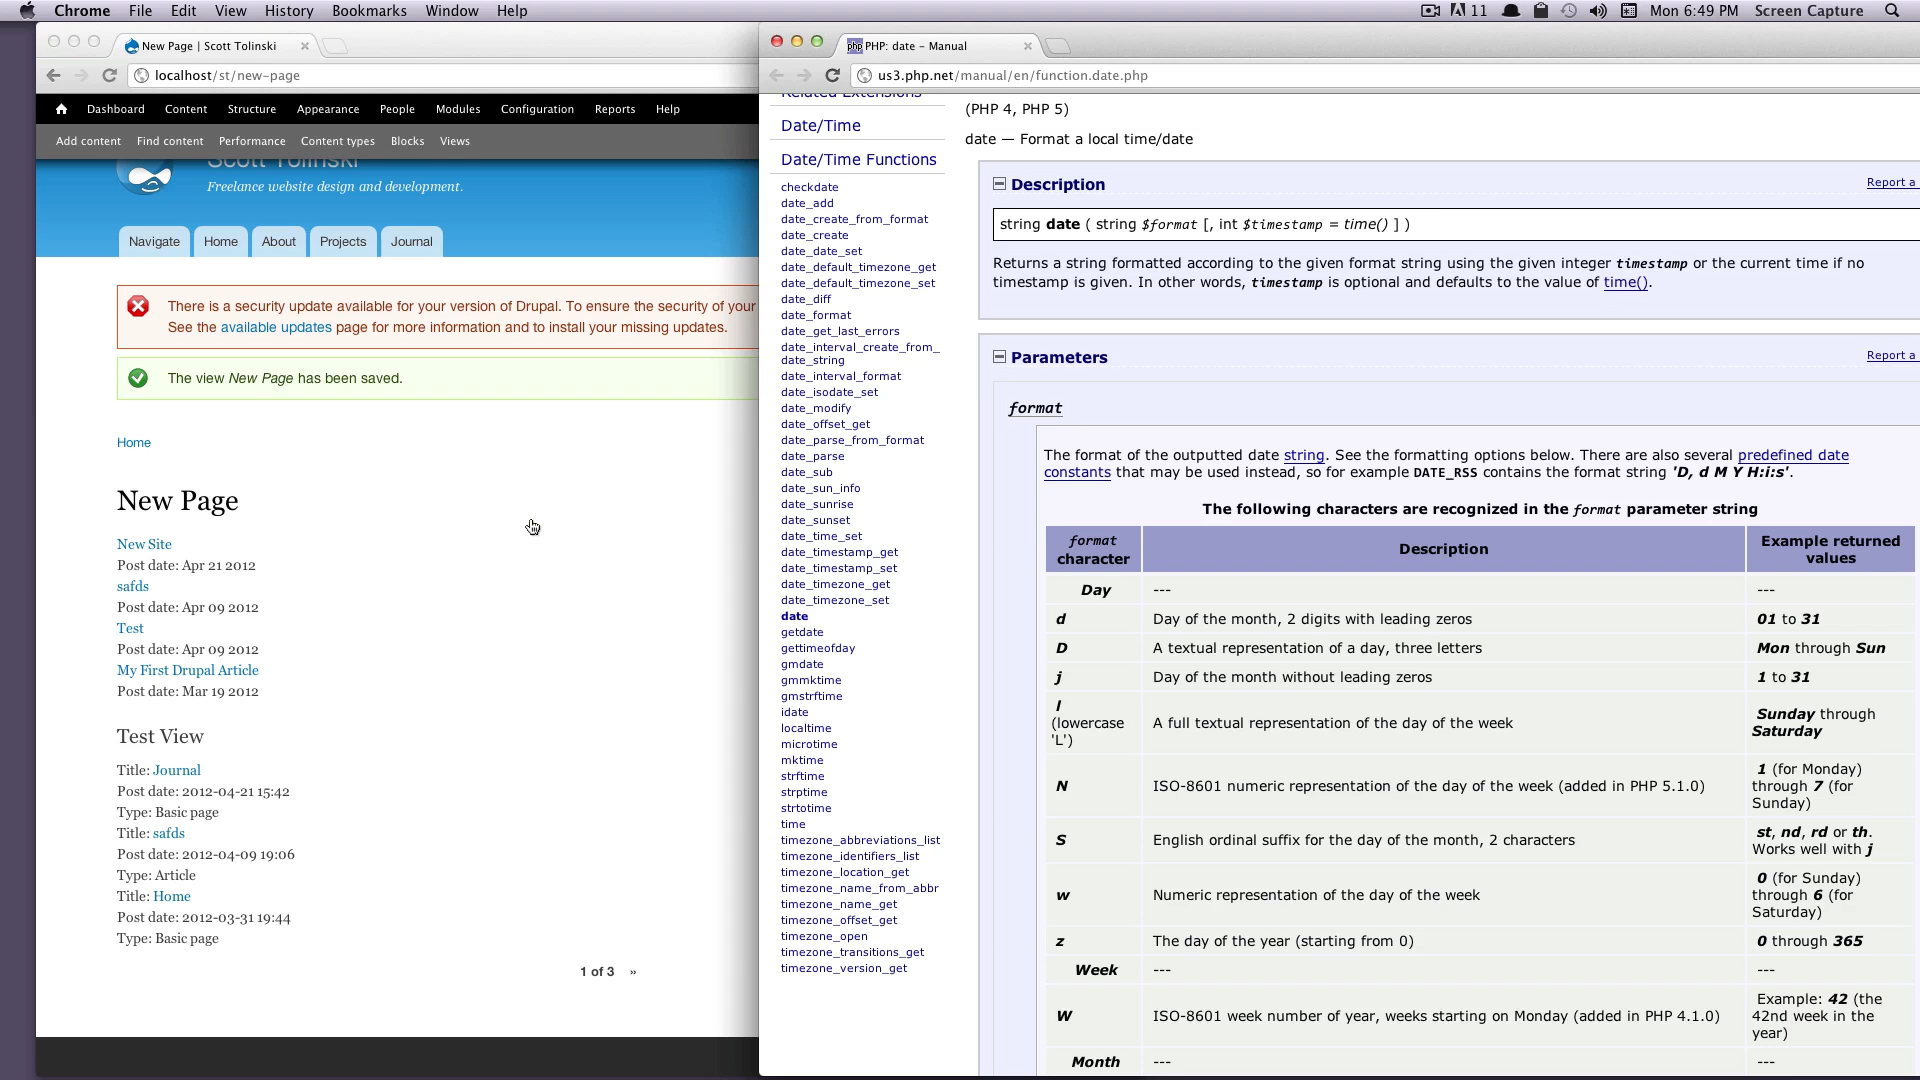 Chrome File Edit View History Bookmarks Window Help
11 Mon 6:49 PM Screen Capture
New Page | Scott Tolinski
localhost/st/new-page
Dashboard Content Structure Appearance People Modules Configuration Reports Help
Add content Find content Performance Content types Blocks Views
Scott Tolinski
Freelance website design and development.
Navigate Home About Projects Journal
There is a security update available for your version of Drupal. To ensure the security of your
See the available updates page for more information and to install your missing updates.
The view New Page has been saved.
Home
New Page
New Site
Post date: Apr 21 2012
safds
Post date: Apr 09 2012
Test
Post date: Apr 09 2012
My First Drupal Article
Post date: Mar 19 2012
Test View
Title: Journal
Post date: 2012-04-21 15:42
Type: Basic page
Title: safds
Post date: 2012-04-09 19:06
Type: Article
Title: Home
Post date: 2012-03-31 19:44
Type: Basic page
1 of 3 »
php PHP: date – Manual
us3.php.net/manual/en/function.date.php
Related Extensions
Date/Time
Date/Time Functions
checkdate
date_add
date_create_from_format
date_create
date_date_set
date_default_timezone_get
date_default_timezone_set
date_diff
date_format
date_get_last_errors
date_interval_create_from_
date_string
date_interval_format
date_isodate_set
date_modify
date_offset_get
date_parse_from_format
date_parse
date_sub
date_sun_info
date_sunrise
date_sunset
date_time_set
date_timestamp_get
date_timestamp_set
date_timezone_get
date_timezone_set
date
getdate
gettimeofday
gmdate
gmmktime
gmstrftime
idate
localtime
microtime
mktime
strftime
strptime
strtotime
time
timezone_abbreviations_list
timezone_identifiers_list
timezone_location_get
timezone_name_from_abbr
timezone_name_get
timezone_offset_get
timezone_open
timezone_transitions_get
timezone_version_get
(PHP 4, PHP 5)
date — Format a local time/date
Description Report a
string date ( string $format [, int $timestamp = time() ] )
Returns a string formatted according to the given format string using the given integer timestamp or the current time if no
timestamp is given. In other words, timestamp is optional and defaults to the value of time().
Parameters Report a
format
The format of the outputted date string. See the formatting options below. There are also several predefined date
constants that may be used instead, so for example DATE_RSS contains the format string 'D, d M Y H:i:s'.
The following characters are recognized in the format parameter string
format
character
Description
Example returned
values
Day --- ---
d Day of the month, 2 digits with leading zeros 01 to 31
D A textual representation of a day, three letters Mon through Sun
j Day of the month without leading zeros 1 to 31
l
(lowercase
'L')
A full textual representation of the day of the week
Sunday through
Saturday
N ISO-8601 numeric representation of the day of the week (added in PHP 5.1.0)
1 (for Monday)
through 7 (for
Sunday)
S English ordinal suffix for the day of the month, 2 characters
st, nd, rd or th.
Works well with j
w Numeric representation of the day of the week
0 (for Sunday)
through 6 (for
Saturday)
z The day of the year (starting from 0) 0 through 365
Week --- ---
W ISO-8601 week number of year, weeks starting on Monday (added in PHP 4.1.0)
Example: 42 (the
42nd week in the
year)
Month --- ---